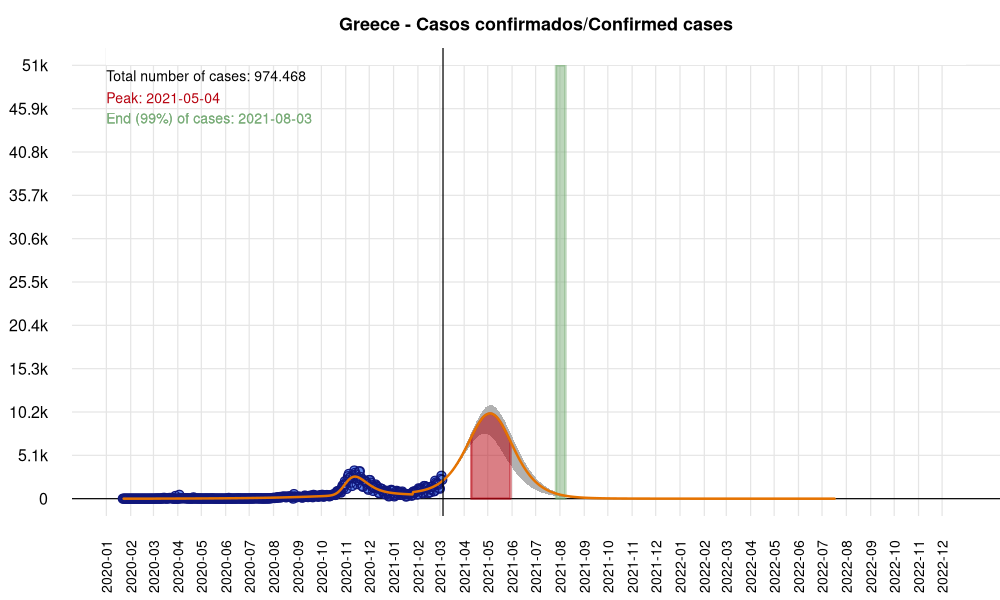 Greece - Casos confirmados/Confirmed cases
Total number of cases: 974.468
Peak: 2021-05-04
End (99%) of cases: 2021-08-03
51k
45.9k
40.8k
35.7k
30.6k
25.5k
20.4k
15.3k
10.2k
5.1k
0
2020-01
2020-02
2020-03
2020-04
2020-05
2020-06
2020-07
2020-08
2020-09
2020-10
2020-11
2020-12
2021-01
2021-02
2021-03
2021-04
2021-05
2021-06
2021-07
2021-08
2021-09
2021-10
2021-11
2021-12
2022-01
2022-02
2022-03
2022-04
2022-05
2022-06
2022-07
2022-08
2022-09
2022-10
2022-11
2022-12